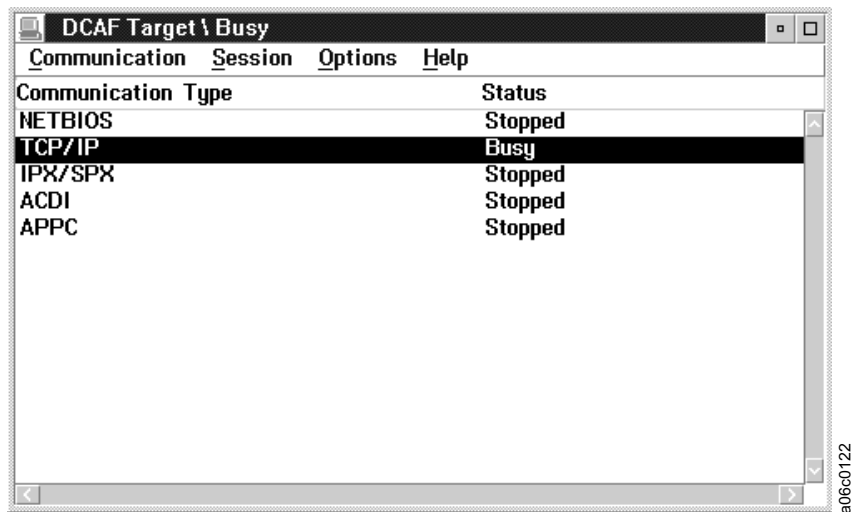 DCAF Target \ Busy
Communication Session Options Help
Communication Type Status
NETBIOS Stopped
TCP/IP Busy
IPX/SPX Stopped
ACDI Stopped
APPC Stopped
a06c0122